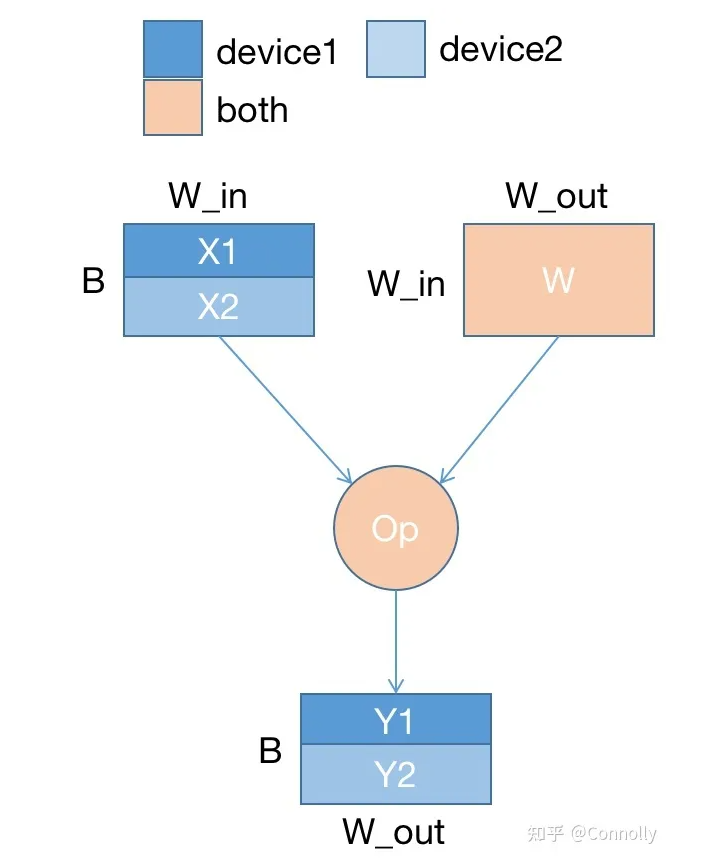 device1
device2
both
W_in
W_out
B
X1
X2
W_in
W
Op
B
Y1
Y2
W_out
知乎 @Connolly